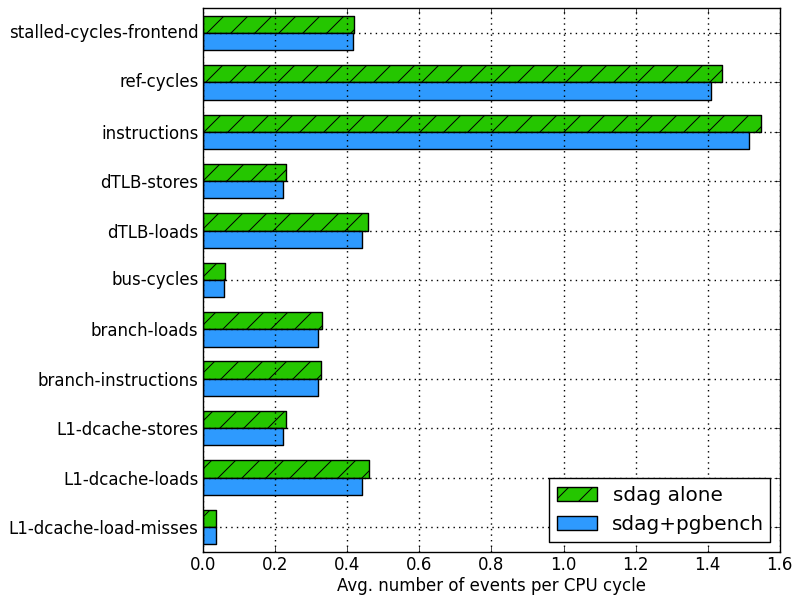 stalled-cycles-frontend
ref-cycles
instructions
dTLB-stores
dTLB-loads
bus-cycles
branch-loads
branch-instructions
L1-dcache-stores
L1-dcache-loads
L1-dcache-load-misses
sdag alone
sdag+pgbench
0.0 0.2 0.4 0.6 0.8 1.0 1.2 1.4 1.6
Avg. number of events per CPU cycle